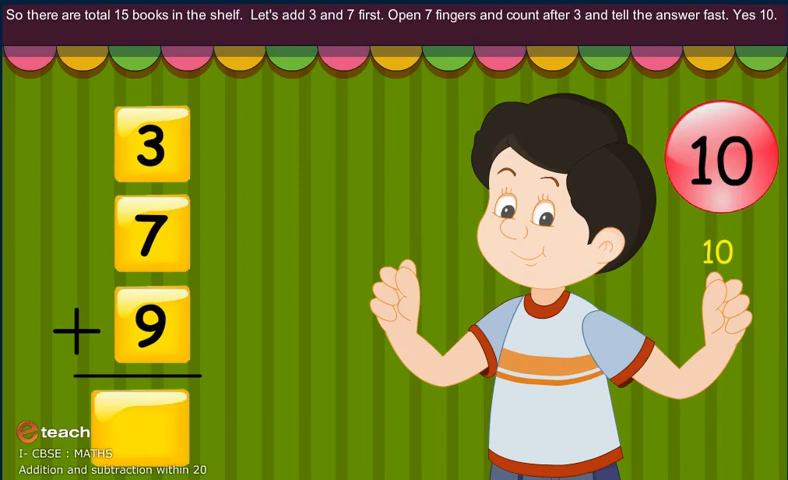 So there are total 15 books in the shelf.  Let's add 3 and 7 first. Open 7 fingers and count after 3 and tell the answer fast. Yes 10.
3
10
7
10
+ 9
e teach
I- CBSE : MATHS
Addition and subtraction within 20